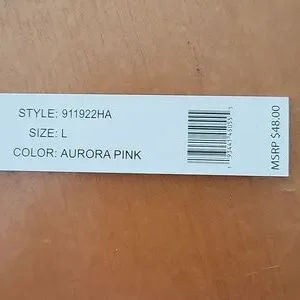 STYLE: 911922HA
SIZE: L
COLOR: AURORA PINK
MSRP $48.00